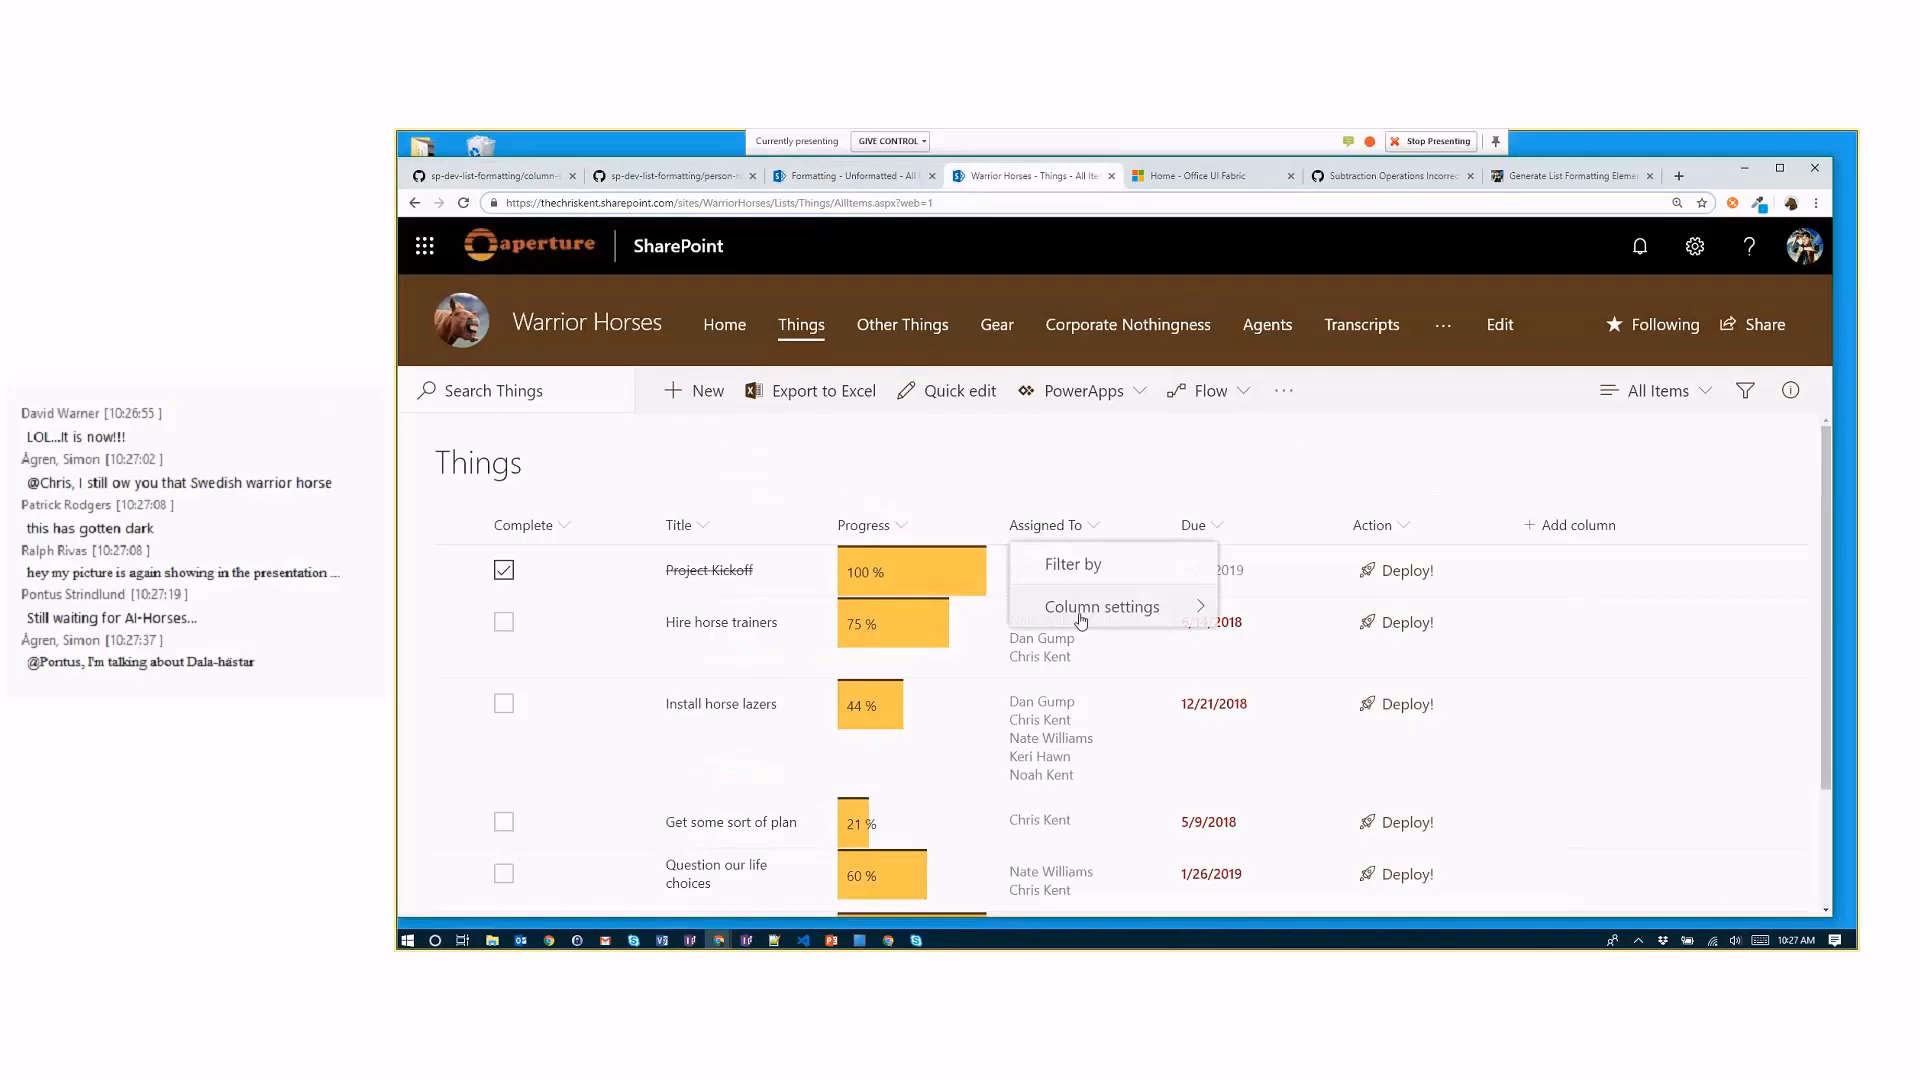 Currently presenting
GIVE CONTROL
Stop Presenting
sp-dev-list-formatting/column-s
sp-dev-list-formatting/person-r
Formatting - Unformatted - All
Warrior Horses - Things - All Ite
Home - Office UI Fabric
Subtraction Operations Incorrec
Generate List Formatting Eleme
https://thechriskent.sharepoint.com/sites/WarriorHorses/Lists/Things/AllItems.aspx?web=1
aperture
SharePoint
?
Warrior Horses
Home
Things
Other Things
Gear
Corporate Nothingness
Agents
Transcripts
...
Edit
Following
Share
Search Things
New
Export to Excel
Quick edit
PowerApps
Flow
...
All Items
David Warner [10:26:55 ]
LOL...It is now!!!
Ågren, Simon [10:27:02 ]
@Chris, I still ow you that Swedish warrior horse
Patrick Rodgers [10:27:08 ]
this has gotten dark
Ralph Rivas [10:27:08 ]
hey my picture is again showing in the presentation ...
Pontus Strindlund [10:27:19 ]
Still waiting for AI-Horses...
Ågren, Simon [10:27:37 ]
@Pontus, I'm talking about Dala-hästar
Things
Complete
Title
Progress
Assigned To
Due
Action
+ Add column
Filter by
Column settings
Project Kickoff
100 %
2019
Deploy!
Hire horse trainers
75 %
Dan Gump
Chris Kent
6/14/2018
Deploy!
Install horse lazers
44 %
Dan Gump
Chris Kent
Nate Williams
Keri Hawn
Noah Kent
12/21/2018
Deploy!
Get some sort of plan
21 %
Chris Kent
5/9/2018
Deploy!
Question our life
choices
60 %
Nate Williams
Chris Kent
1/26/2019
Deploy!
10:27 AM